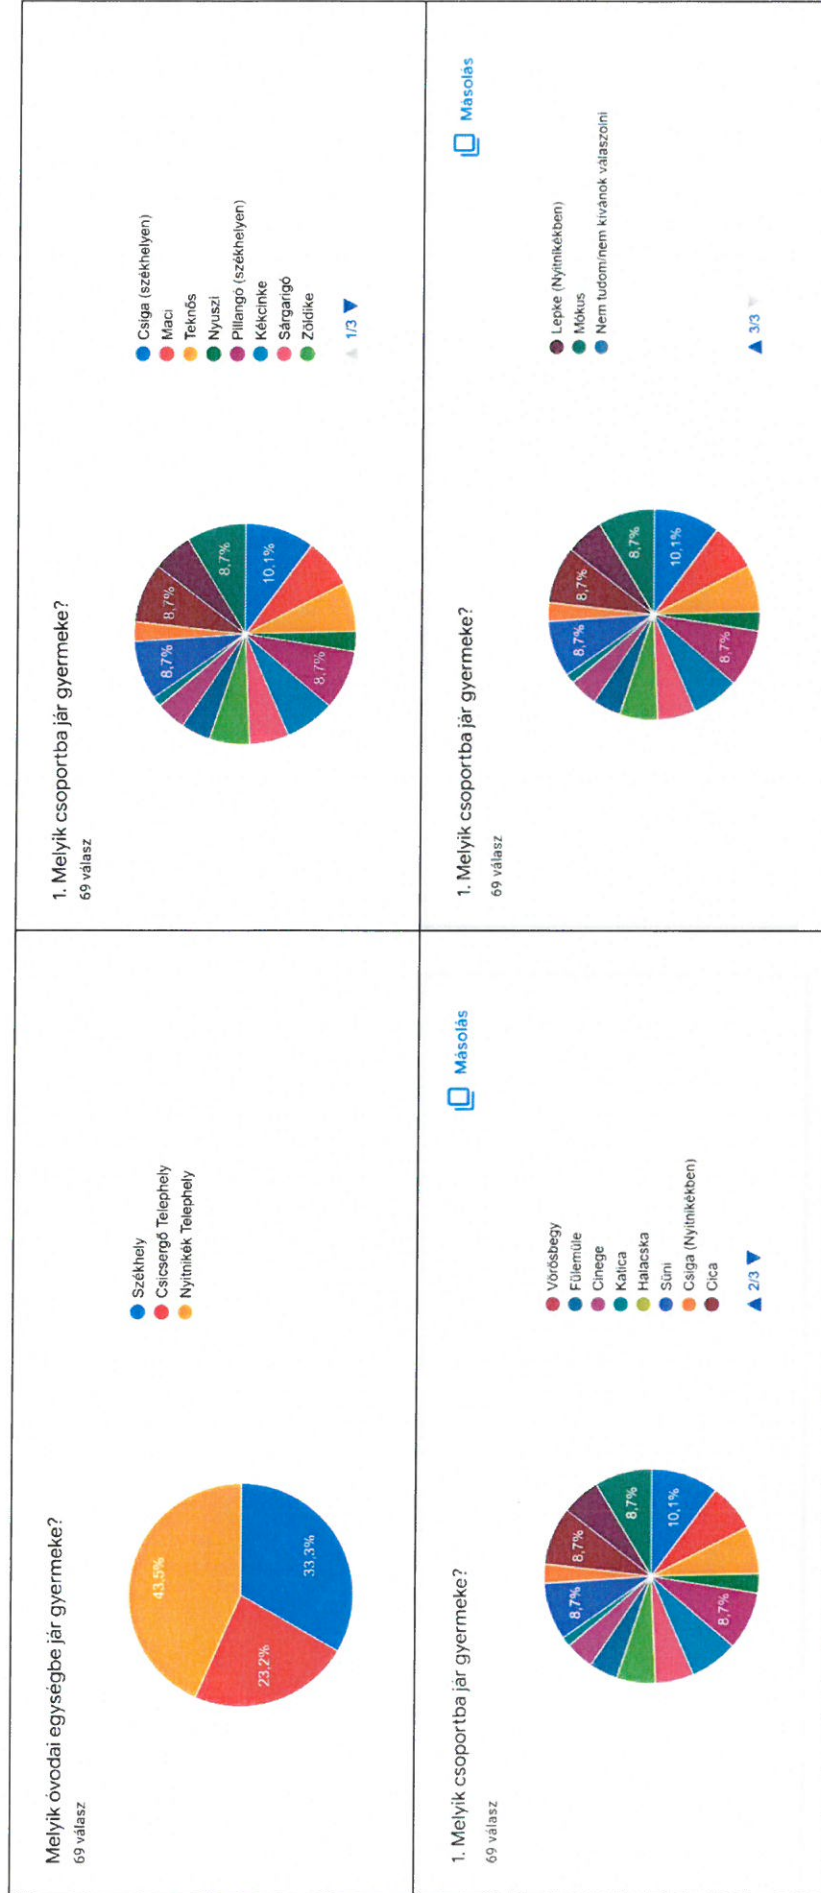 Melyik óvodai egységbe jár gyermeke?
69 válasz
43,5%
23,2%
33,3%
Székhely
Csicsergő Telephely
Nyitnikék Telephely
1. Melyik csoportba jár gyermeke?
69 válasz
8,7%
8,7%
8,7%
10,1%
8,7%
Csiga (székhelyen)
Maci
Teknős
Nyuszi
Pillangó (székhelyen)
Kékcinke
Sárgarigó
Zöldike
1/3
1. Melyik csoportba jár gyermeke?
69 válasz
Másolás
8,7%
8,7%
8,7%
10,1%
8,7%
Vörösbegy
Fülemüle
Cinege
Katica
Halacska
Süni
Csiga (Nyitnikékben)
Cica
2/3
1. Melyik csoportba jár gyermeke?
69 válasz
Másolás
8,7%
8,7%
8,7%
10,1%
8,7%
Lepke (Nyitnikékben)
Mókus
Nem tudom/nem kívánok válaszolni
3/3